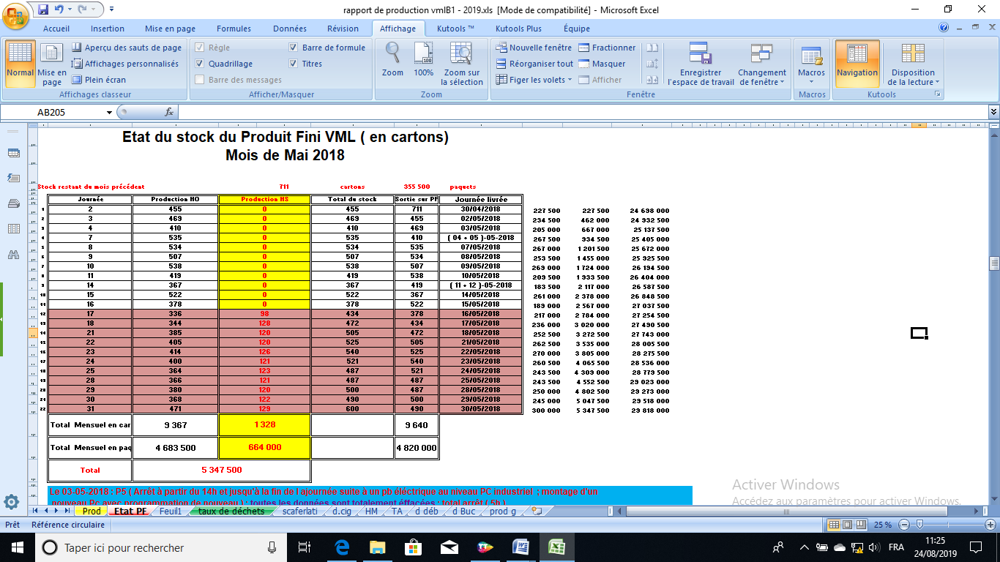 rapport de production vmlB1 - 2019.xls [Mode de compatibilité] - Microsoft Excel
Accueil Insertion Mise en page Formules Données Révision Affichage Kutools ™ Kutools Plus Équipe
Normal Mise en page Aperçu des sauts de page Affichages personnalisés Plein écran
Affichages classeur
Règle Barre de formule
Quadrillage Titres
Barre des messages
Afficher/Masquer
Zoom 100% Zoom sur la sélection
Zoom
Nouvelle fenêtre Fractionner
Réorganiser tout Masquer
Figer les volets Afficher
Enregistrer l'espace de travail Changement de fenêtre
Fenêtre
Macros
Macros
Navigation Disposition de la lecture
Kutools
AB205 fx
Etat du stock du Produit Fini VML ( en cartons)
Mois de Mai 2018
Stock restant du mois précédent 711 cartons 355 500 paquets
Journée Production HO Production HS Total du stock Sortie sur PF Journée livrée
1 2 455 0 455 711 30/04/2018 227 500 227 500 24 698 000
2 3 469 0 469 455 02/05/2018 234 500 462 000 24 932 500
3 4 410 0 410 469 03/05/2018 205 000 667 000 25 137 500
4 7 535 0 535 410 ( 04 + 05 )-05-2018 267 500 934 500 25 405 000
5 8 534 0 534 535 07/05/2018 267 000 1 201 500 25 672 000
6 9 507 0 507 534 08/05/2018 253 500 1 455 000 25 925 500
7 10 538 0 538 507 09/05/2018 269 000 1 724 000 26 194 500
8 11 419 0 419 538 10/05/2018 209 500 1 933 500 26 404 000
9 14 367 0 367 419 ( 11 + 12 )-05-2018 183 500 2 117 000 26 587 500
10 15 522 0 522 367 14/05/2018 261 000 2 378 000 26 848 500
11 16 378 0 378 522 15/05/2018 189 000 2 567 000 27 037 500
12 17 336 98 434 378 16/05/2018 217 000 2 784 000 27 254 500
13 18 344 128 472 434 17/05/2018 236 000 3 020 000 27 490 500
14 21 385 120 505 472 18/05/2018 252 500 3 272 500 27 743 000
15 22 405 120 525 505 21/05/2018 262 500 3 535 000 28 005 500
16 23 414 126 540 525 22/05/2018 270 000 3 805 000 28 275 500
17 24 400 121 521 540 23/05/2018 260 500 4 065 500 28 536 000
18 25 364 123 487 521 24/05/2018 243 500 4 309 000 28 779 500
19 28 366 121 487 487 25/05/2018 243 500 4 552 500 29 023 000
20 29 380 120 500 487 28/05/2018 250 000 4 802 500 29 273 000
21 30 368 122 490 500 29/05/2018 245 000 5 047 500 29 518 000
22 31 471 129 600 490 30/05/2018 300 000 5 347 500 29 818 000
Total Mensuel en car 9 367 1 328 9 640
Total Mensuel en paq 4 683 500 664 000 4 820 000
Total 5 347 500
Le 03-05-2018 : P5 ( Arrêt à partir du 14h et jusqu'à la fin de l ajournée suite à un pb éléctrique au niveau PC industriel ; montage d'un
nouveau Pc avec programmation de nouveau ) ; toutes les données sont totalement éffacées ; total arrêt ( 5h )
Activer Windows
Accédez aux paramètres pour activer Windows.
Prod Etat PF Feuil1 taux de déchets scaferlati d.cig HM TA d déb d Buc prod g
Prêt Référence circulaire 25 %
Taper ici pour rechercher
FRA
11:25
24/08/2019